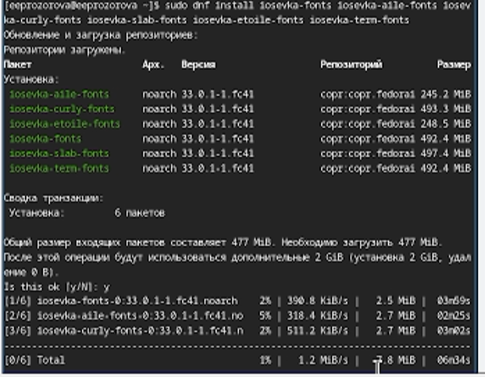 [eeprozorova@eeprozorova ~]$ sudo dnf install iosevka-fonts iosevka-aile-fonts iosev
ka-curly-fonts iosevka-slab-fonts iosevka-etoile-fonts iosevka-term-fonts
Обновление и загрузка репозиториев:
Репозитории загружены.
Пакет Арх. Версия Репозиторий Размер
Установка:
iosevka-aile-fonts noarch 33.0.1-1.fc41 copr:copr.fedorai 245.2 MiB
iosevka-curly-fonts noarch 33.0.1-1.fc41 copr:copr.fedorai 493.3 MiB
iosevka-etoile-fonts noarch 33.0.1-1.fc41 copr:copr.fedorai 248.5 MiB
iosevka-fonts noarch 33.0.1-1.fc41 copr:copr.fedorai 492.4 MiB
iosevka-slab-fonts noarch 33.0.1-1.fc41 copr:copr.fedorai 497.4 MiB
iosevka-term-fonts noarch 33.0.1-1.fc41 copr:copr.fedorai 492.4 MiB
Сводка транзакции:
Установка: 6 пакетов
Общий размер входящих пакетов составляет 477 MiB. Необходимо загрузить 477 MiB.
После этой операции будут использоваться дополнительные 2 GiB (установка 2 GiB, удал
ение 0 B).
Is this ok [y/N]: y
[1/6] iosevka-fonts-0:33.0.1-1.fc41.noarch 2% | 390.8 KiB/s | 2.5 MiB | 03m59s
[2/6] iosevka-aile-fonts-0:33.0.1-1.fc41.no 5% | 318.4 KiB/s | 2.7 MiB | 02m25s
[3/6] iosevka-curly-fonts-0:33.0.1-1.fc41.n 2% | 511.2 KiB/s | 2.7 MiB | 03m02s
[0/6] Total 1% | 1.2 MiB/s | MiB | 06m34s